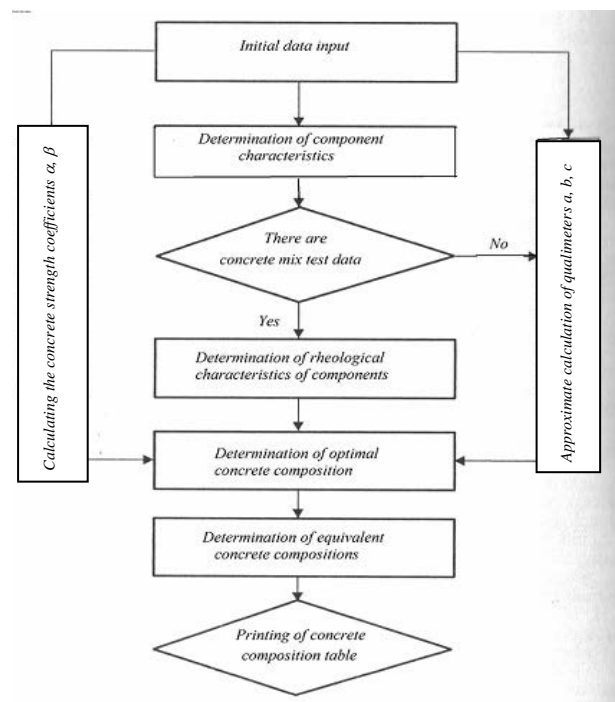 Initial data input
Determination of component
characteristics
There are
concrete mix test data
No
Yes
Determination of rheological
characteristics of components
Determination of optimal
concrete composition
Determination of equivalent
concrete compositions
Printing of concrete
composition table
Calculating the concrete strength coefficients α, β
Approximate calculation of qualimeters a, b, c